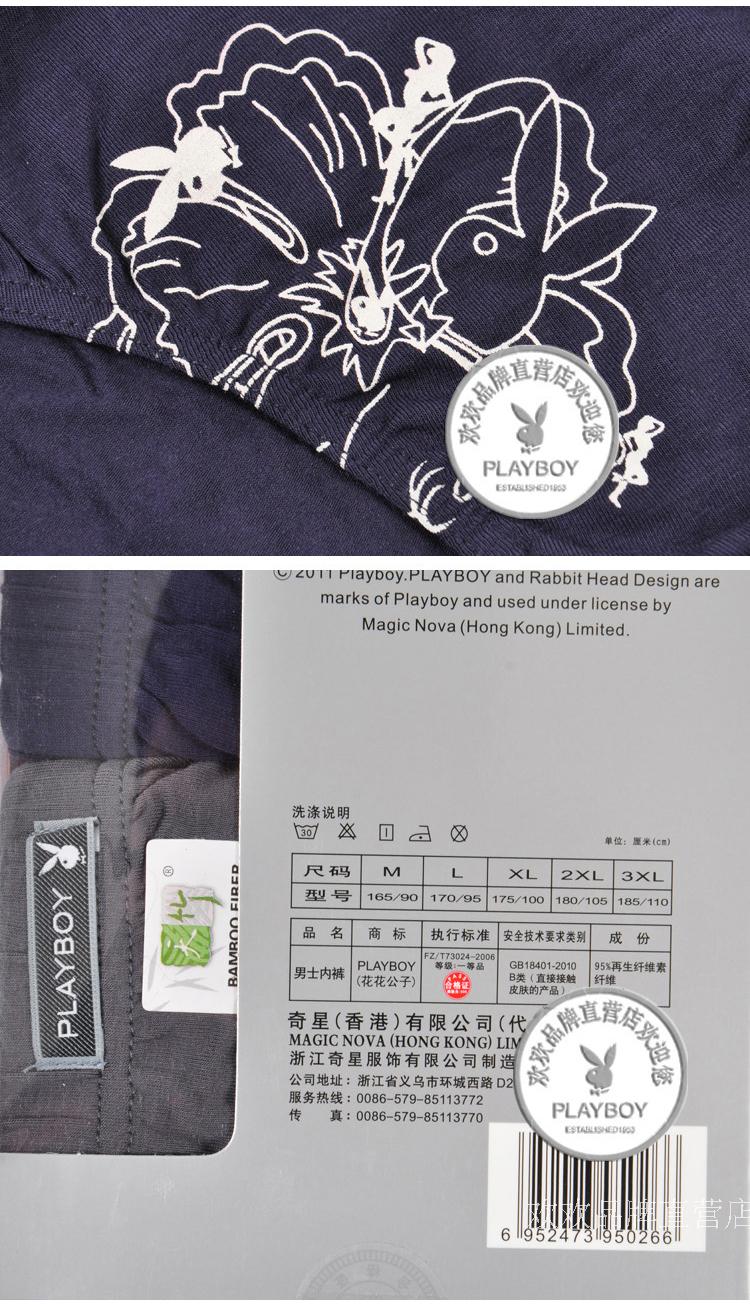 欢欢品牌直营店欢迎您
PLAYBOY
ESTABLISHED1953
© 2011 Playboy.PLAYBOY and Rabbit Head Design are
marks of Playboy and used under license by
Magic Nova (Hong Kong) Limited.
洗涤说明
30
单位: 厘米(cm)
尺码 M L XL 2XL 3XL
型号 165/90 170/95 175/100 180/105 185/110
品 名 商 标 执行标准 安全技术要求类别 成 份
男士内裤 PLAYBOY (花花公子) FZ/T73024-2006 等级:一等品 GB18401-2010 B类(直接接触皮肤的产品) 95%再生纤维素纤维
合格证
PLAYBOY
®
BAMBOO FIBER
奇星(香港)有限公司(代
MAGIC NOVA (HONG KONG) LIM
浙江奇星服饰有限公司制造
公司地址: 浙江省义乌市环城西路 D2
服务热线: 0086-579-85113772
传 真: 0086-579-85113770
欢欢品牌直营店欢迎您
PLAYBOY
ESTABLISHED1953
欢欢品牌直营店
6 952473 950266